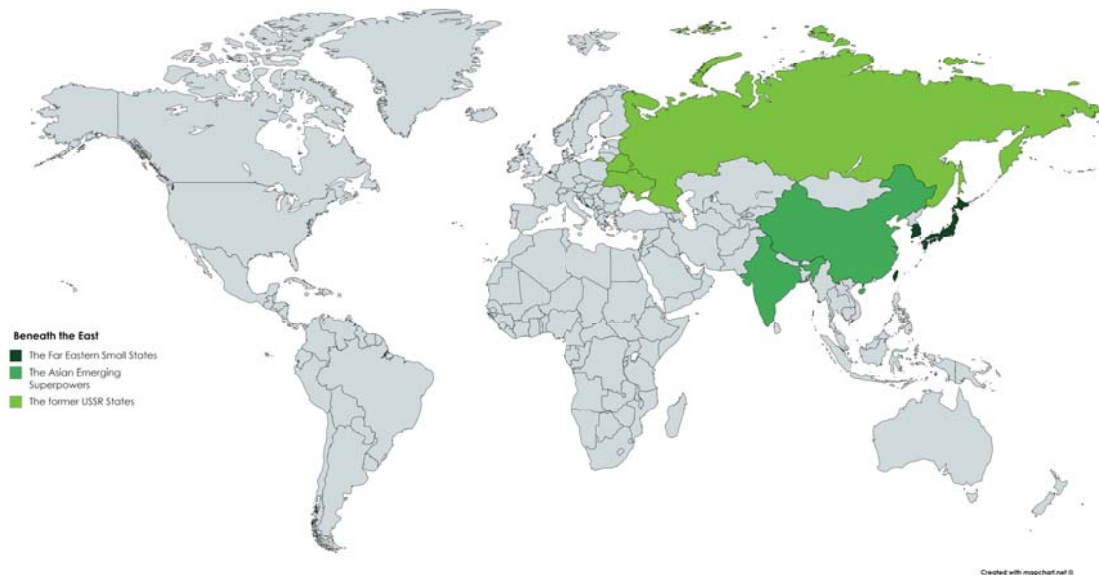 Beneath the East
The Far Eastern Small States
The Asian Emerging
Superpowers
The former USSR States
Created with mapchart.net ©